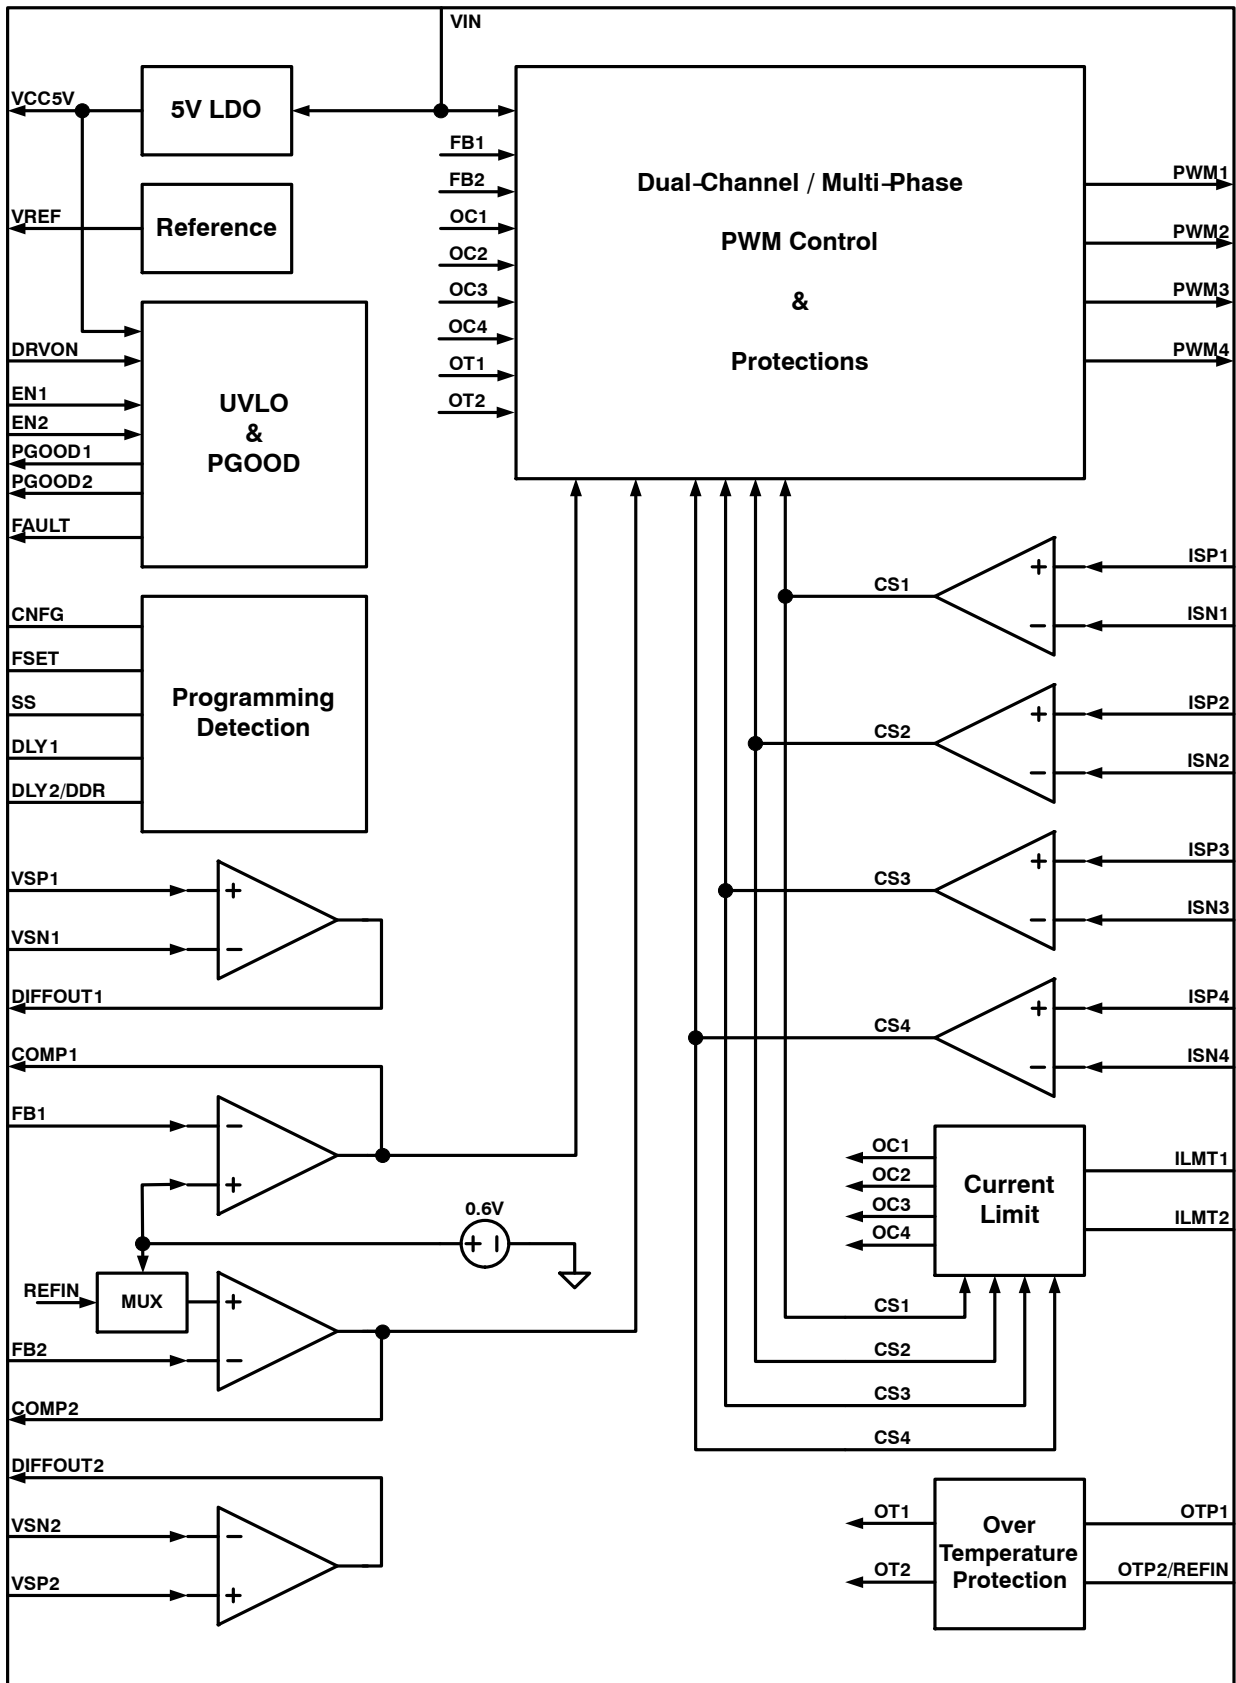 VIN
VCC5V
5V LDO
FB1
FB2
OC1
OC2
OC3
OC4
OT1
OT2
Dual-Channel / Multi-Phase
PWM Control
&
Protections
PWM1
PWM2
PWM3
PWM4
VREF
Reference
DRVON
EN1
EN2
PGOOD1
PGOOD2
FAULT
UVLO
&
PGOOD
CNFG
FSET
SS
DLY1
DLY2/DDR
Programming
Detection
CS1
+
−
ISP1
ISN1
CS2
+
−
ISP2
ISN2
CS3
+
−
ISP3
ISN3
CS4
+
−
ISP4
ISN4
VSP1
+
VSN1
−
DIFFOUT1
COMP1
FB1
−
+
0.6V
+ −
REFIN
MUX
+
FB2
−
COMP2
DIFFOUT2
VSN2
−
VSP2
+
OC1
OC2
OC3
OC4
Current
Limit
ILMT1
ILMT2
CS1
CS2
CS3
CS4
OT1
OT2
Over
Temperature
Protection
OTP1
OTP2/REFIN